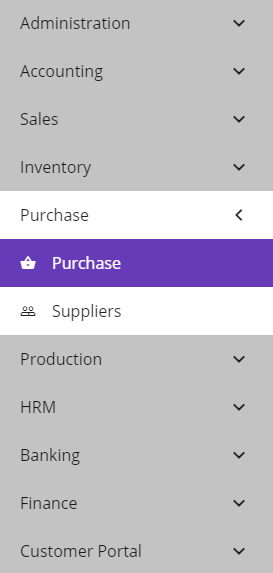 Administration
Accounting
Sales
Inventory
Purchase
Purchase
Suppliers
Production
HRM
Banking
Finance
Customer Portal